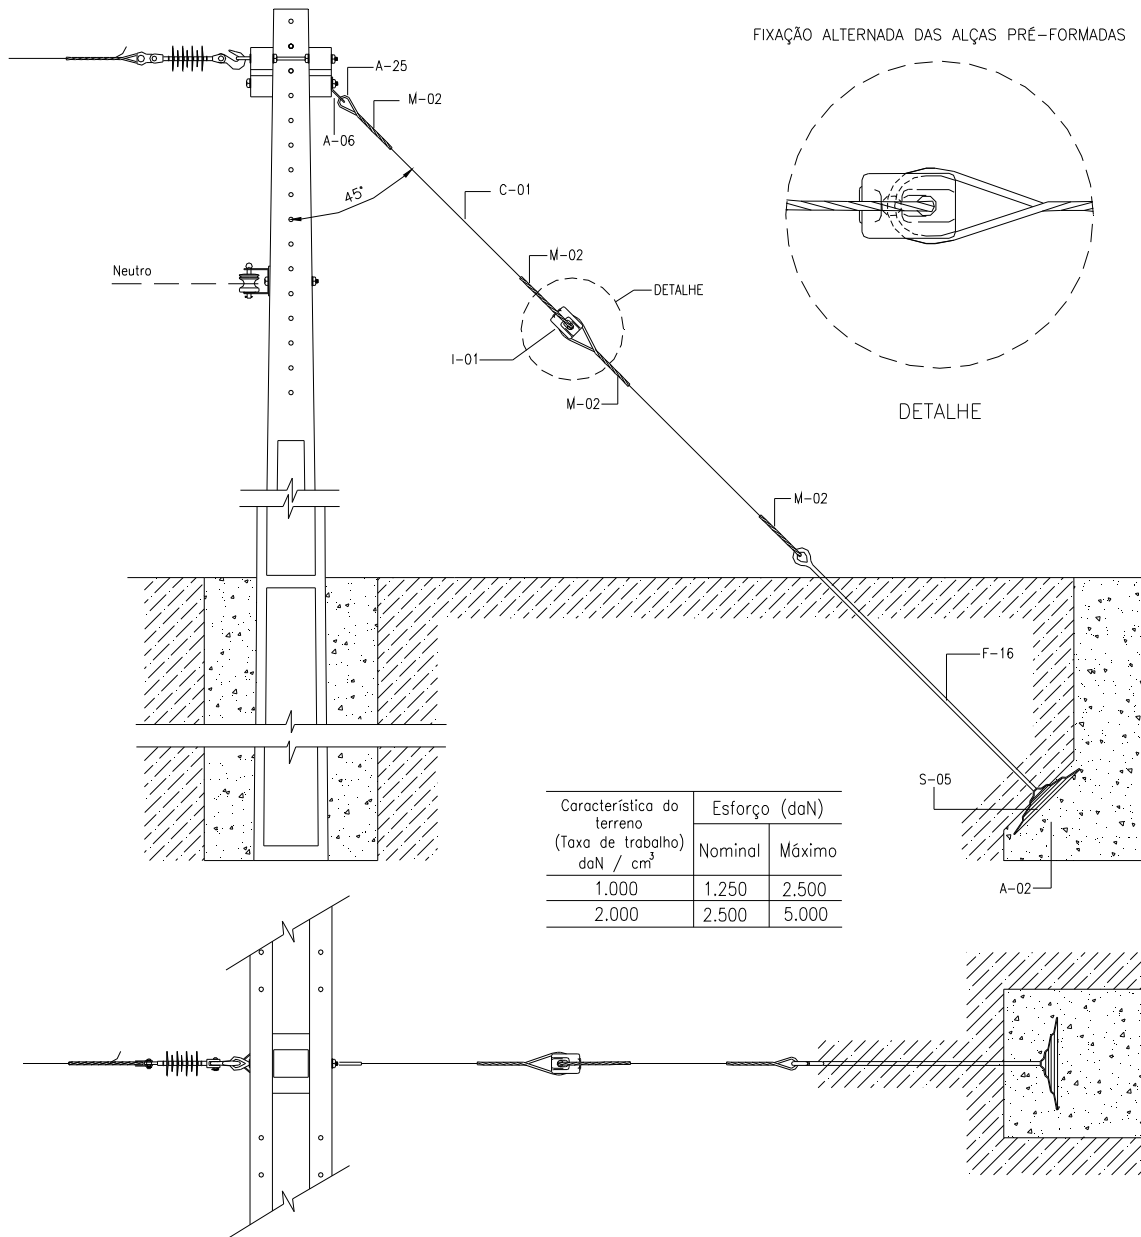 FIXAÇÃO ALTERNADA DAS ALÇAS PRÉ-FORMADAS
A-25
M-02
A-06
45°
C-01
M-02
Neutro
DETALHE
I-01
M-02
DETALHE
M-02
F-16
S-05
A-02
Característica do
terreno
(Taxa de trabalho)
daN / cm³
Esforço (daN)
Nominal Máximo
1.000 1.250 2.500
2.000 2.500 5.000